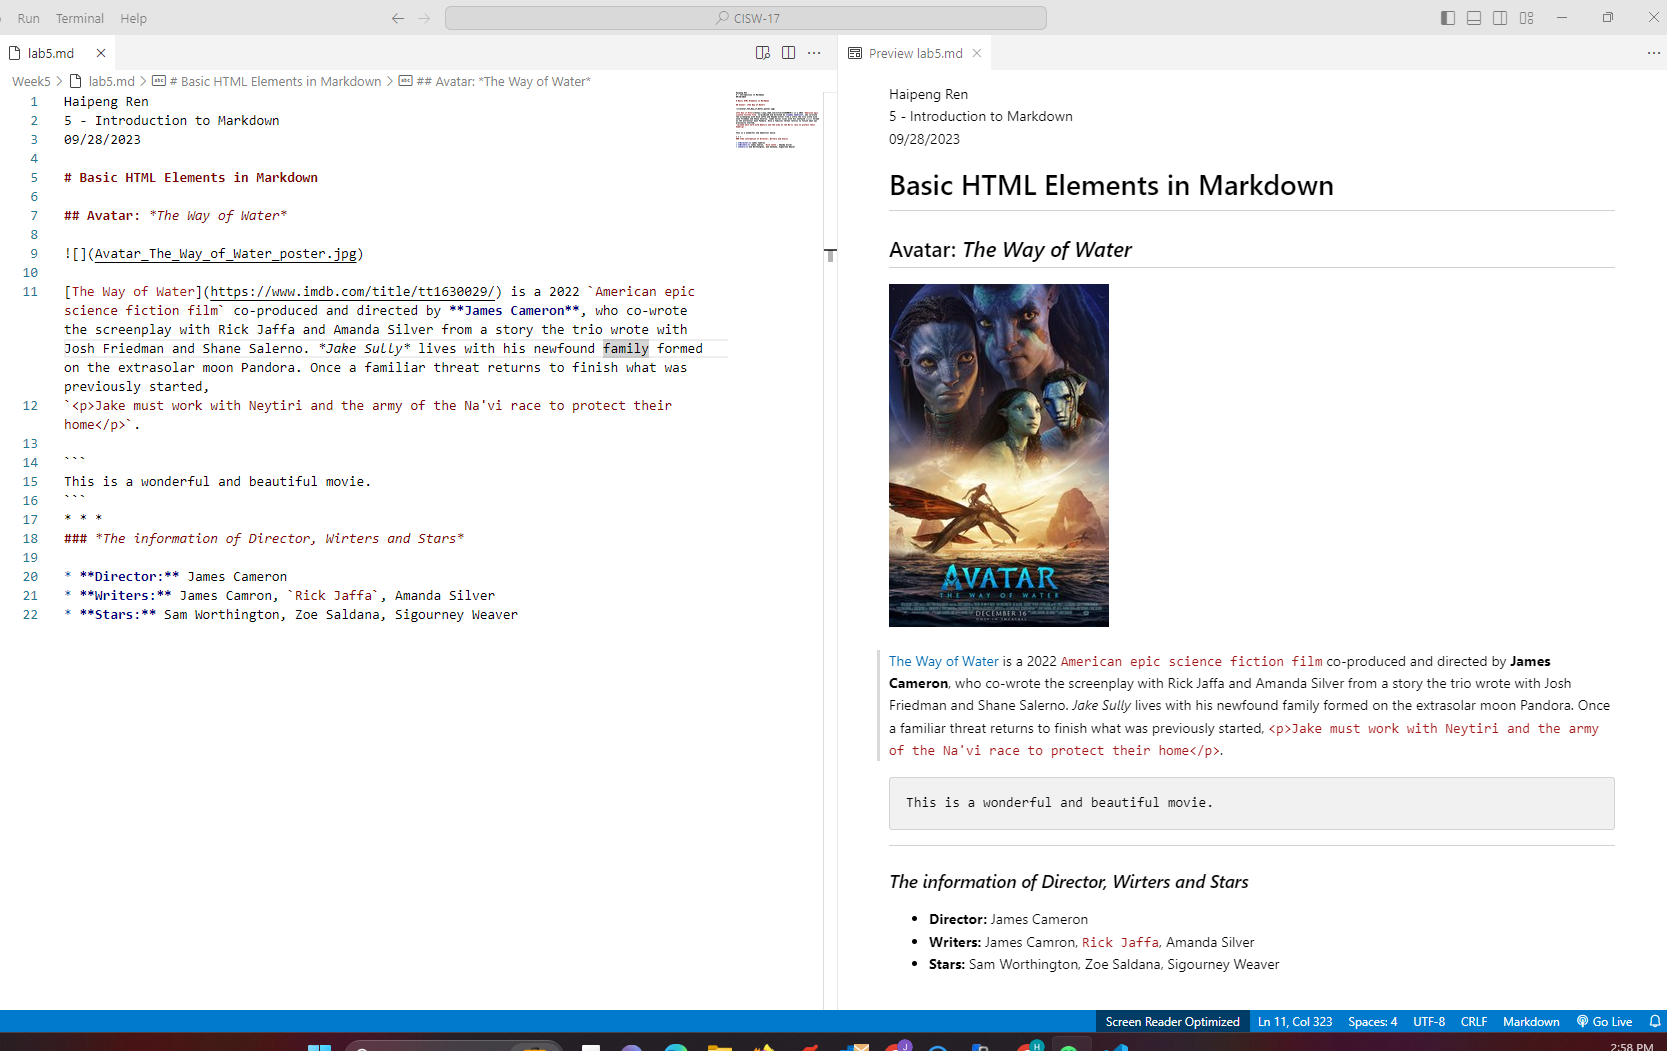 Run Terminal Help
CISW-17
lab5.md
Preview lab5.md
Week5 > lab5.md > # Basic HTML Elements in Markdown > ## Avatar: *The Way of Water*
1 Haipeng Ren
2 5 - Introduction to Markdown
3 09/28/2023
4
5 # Basic HTML Elements in Markdown
6
7 ## Avatar: *The Way of Water*
8
9 ![](Avatar_The_Way_of_Water_poster.jpg)
10
11 [The Way of Water](https://www.imdb.com/title/tt1630029/) is a 2022 `American epic
science fiction film` co-produced and directed by **James Cameron**, who co-wrote
the screenplay with Rick Jaffa and Amanda Silver from a story the trio wrote with
Josh Friedman and Shane Salerno. *Jake Sully* lives with his newfound family formed
on the extrasolar moon Pandora. Once a familiar threat returns to finish what was
previously started,
12 `<p>Jake must work with Neytiri and the army of the Na'vi race to protect their
home</p>`.
13
14 ```
15 This is a wonderful and beautiful movie.
16 ```
17 * * *
18 ### *The information of Director, Wirters and Stars*
19
20 * **Director:** James Cameron
21 * **Writers:** James Camron, `Rick Jaffa`, Amanda Silver
22 * **Stars:** Sam Worthington, Zoe Saldana, Sigourney Weaver
Haipeng Ren
5 - Introduction to Markdown
09/28/2023
Basic HTML Elements in Markdown
Avatar: The Way of Water
AVATAR
THE WAY OF WATER
DECEMBER 16
The Way of Water is a 2022 American epic science fiction film co-produced and directed by James
Cameron, who co-wrote the screenplay with Rick Jaffa and Amanda Silver from a story the trio wrote with Josh
Friedman and Shane Salerno. Jake Sully lives with his newfound family formed on the extrasolar moon Pandora. Once
a familiar threat returns to finish what was previously started, <p>Jake must work with Neytiri and the army
of the Na'vi race to protect their home</p>.
This is a wonderful and beautiful movie.
The information of Director, Wirters and Stars
• Director: James Cameron
• Writers: James Camron, Rick Jaffa, Amanda Silver
• Stars: Sam Worthington, Zoe Saldana, Sigourney Weaver
Screen Reader Optimized Ln 11, Col 323 Spaces: 4 UTF-8 CRLF Markdown Go Live
J H
2:58 PM